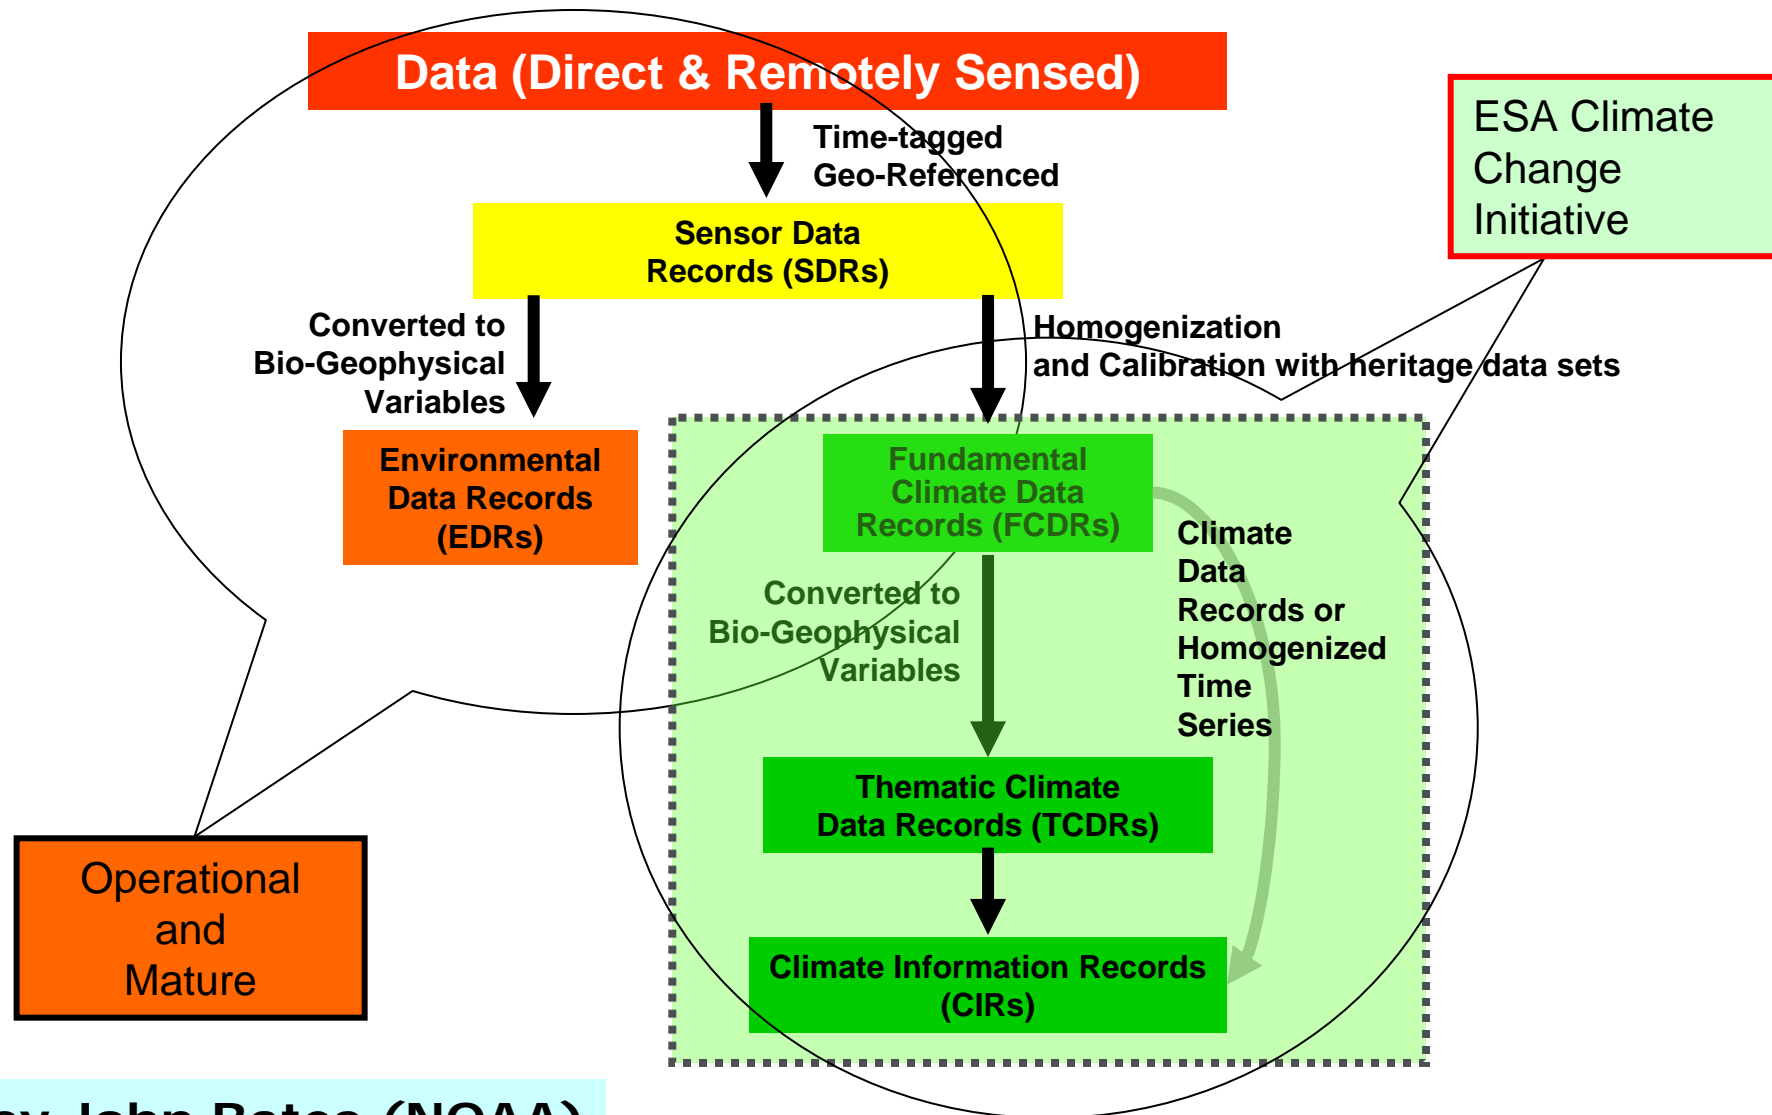 Data (Direct & Remotely Sensed)
ESA Climate
Change
Initiative
Time-tagged
Geo-Referenced
Sensor Data
Records (SDRs)
Converted to
Bio-Geophysical
Variables
Homogenization
and Calibration with heritage data sets
Environmental
Data Records
(EDRs)
Fundamental
Climate Data
Records (FCDRs)
Converted to
Bio-Geophysical
Variables
Climate
Data
Records or
Homogenized
Time
Series
Thematic Climate
Data Records (TCDRs)
Operational
and
Mature
Climate Information Records
(CIRs)
John Bates (NOAA)